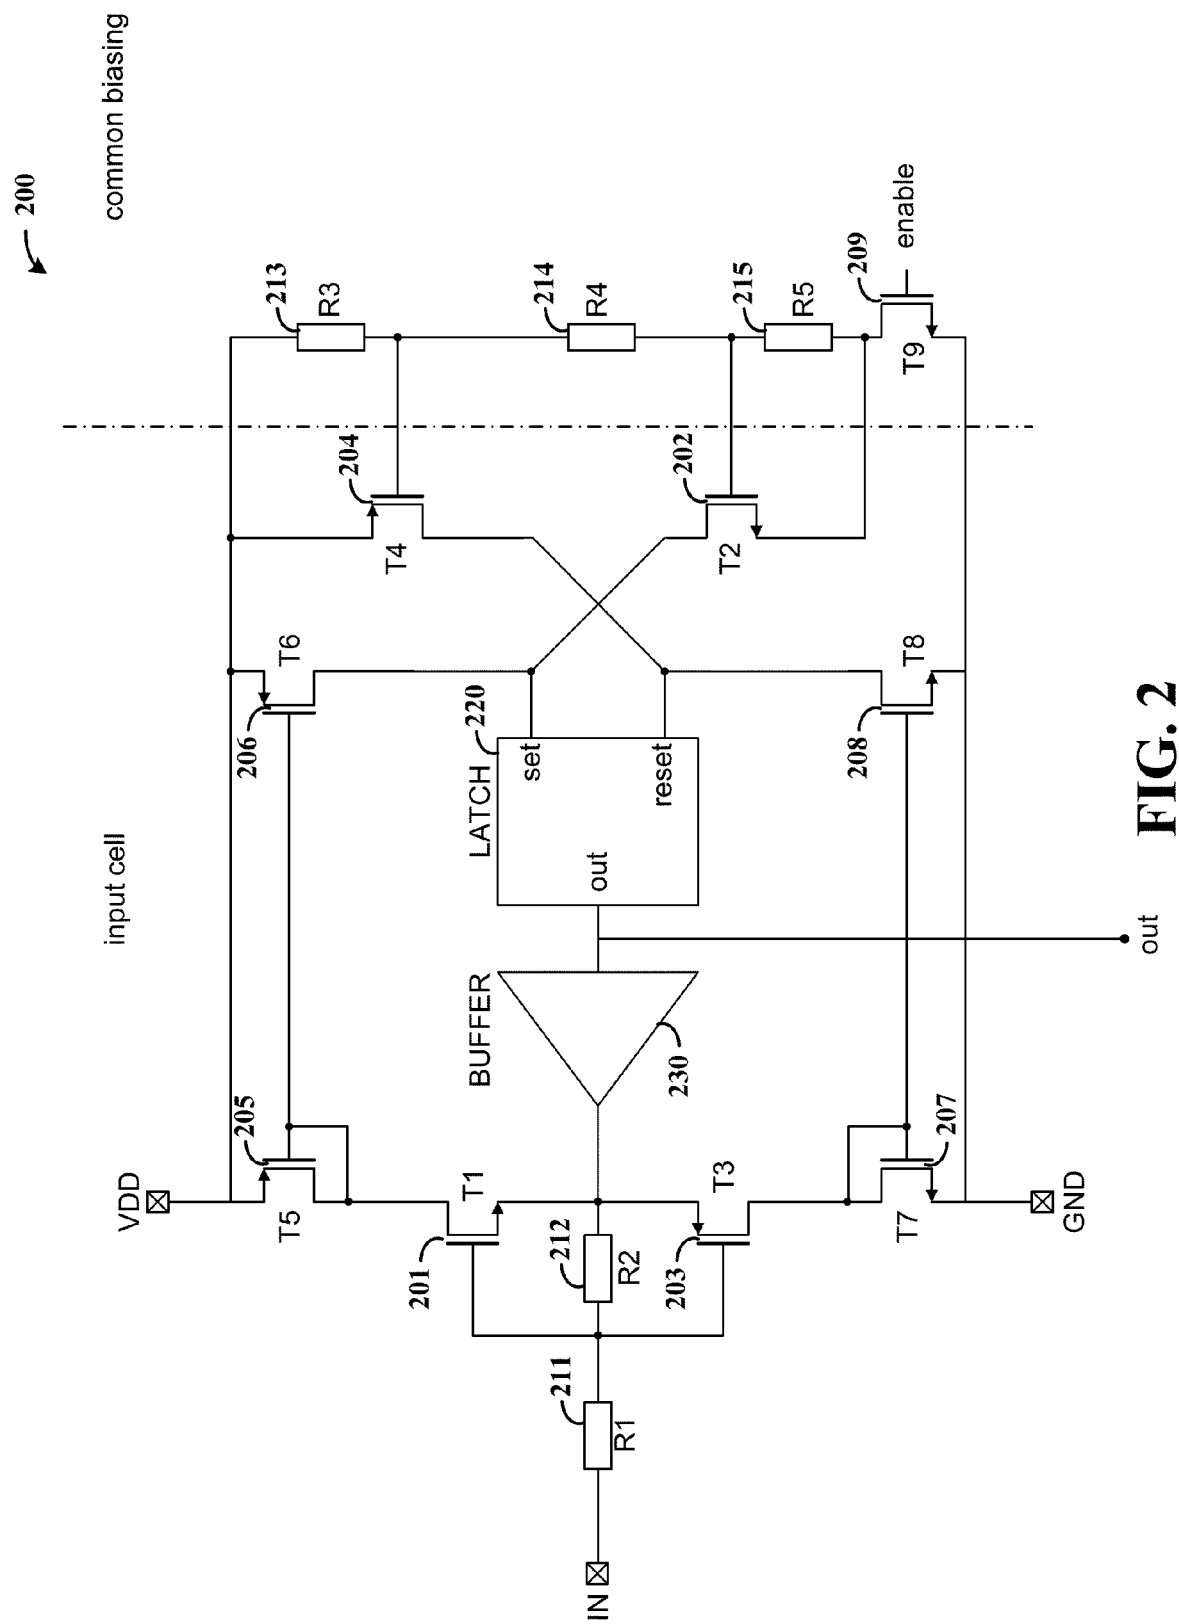 200
input cell
common biasing
VDD
T5
205
206
T6
213
R3
204
T4
214
R4
201
T1
BUFFER
LATCH
220
set
202
T2
215
R5
IN
211
R1
212
R2
out
reset
230
203
T3
T7
207
208
T8
209
T9
enable
GND
out
FIG. 2